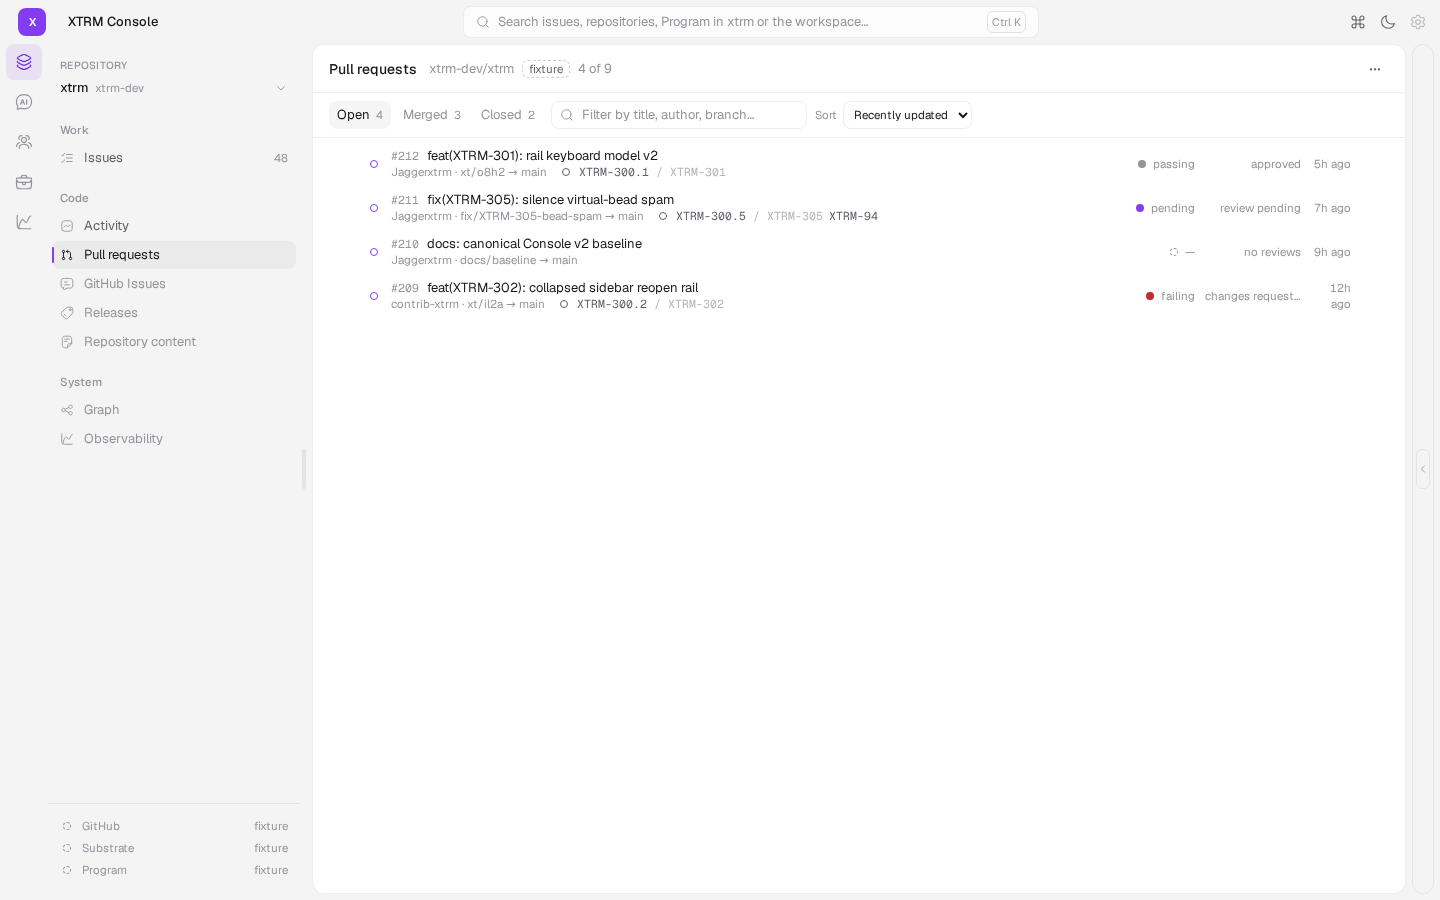 X XTRM Console Search issues, repositories, Program in xtrm or the workspace... Ctrl K
REPOSITORY
xtrm xtrm-dev
Work
Issues 48
Code
Activity
Pull requests
GitHub Issues
Releases
Repository content
System
Graph
Observability
GitHub fixture
Substrate fixture
Program fixture
Pull requests xtrm-dev/xtrm fixture 4 of 9
Open 4 Merged 3 Closed 2 Filter by title, author, branch... Sort Recently updated
#212 feat(XTRM-301): rail keyboard model v2
Jaggerxtrm · xt/o8h2 → main XTRM-300.1 / XTRM-301
passing approved 5h ago
#211 fix(XTRM-305): silence virtual-bead spam
Jaggerxtrm · fix/XTRM-305-bead-spam → main XTRM-300.5 / XTRM-305 XTRM-94
pending review pending 7h ago
#210 docs: canonical Console v2 baseline
Jaggerxtrm · docs/baseline → main
— no reviews 9h ago
#209 feat(XTRM-302): collapsed sidebar reopen rail
contrib-xtrm · xt/il2a → main XTRM-300.2 / XTRM-302
failing changes request... 12h
ago